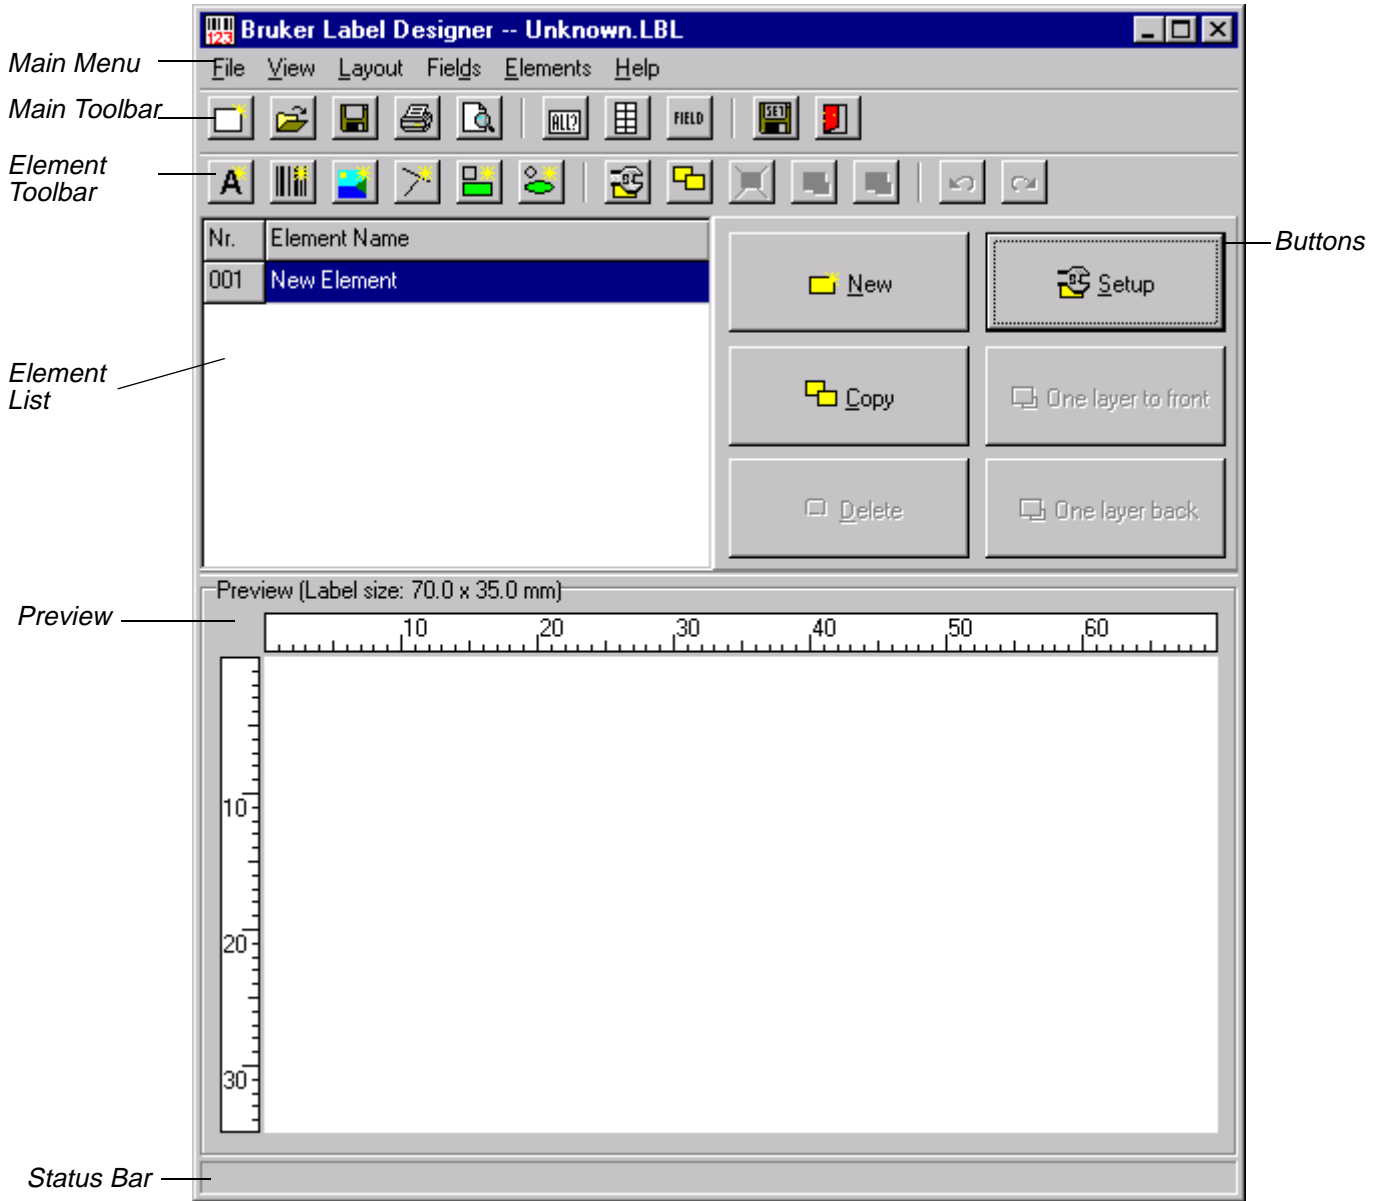 Bruker Label Designer -- Unknown.LBL
Main Menu
File View Layout Fields Elements Help
Main Toolbar
ALL? FIELD SET
Element
Toolbar
A
Nr. Element Name
001 New Element
New
Setup
Buttons
Element
List
Copy
One layer to front
Delete
One layer back
Preview (Label size: 70.0 x 35.0 mm)
Preview
10 20 30 40 50 60
10
20
30
Status Bar